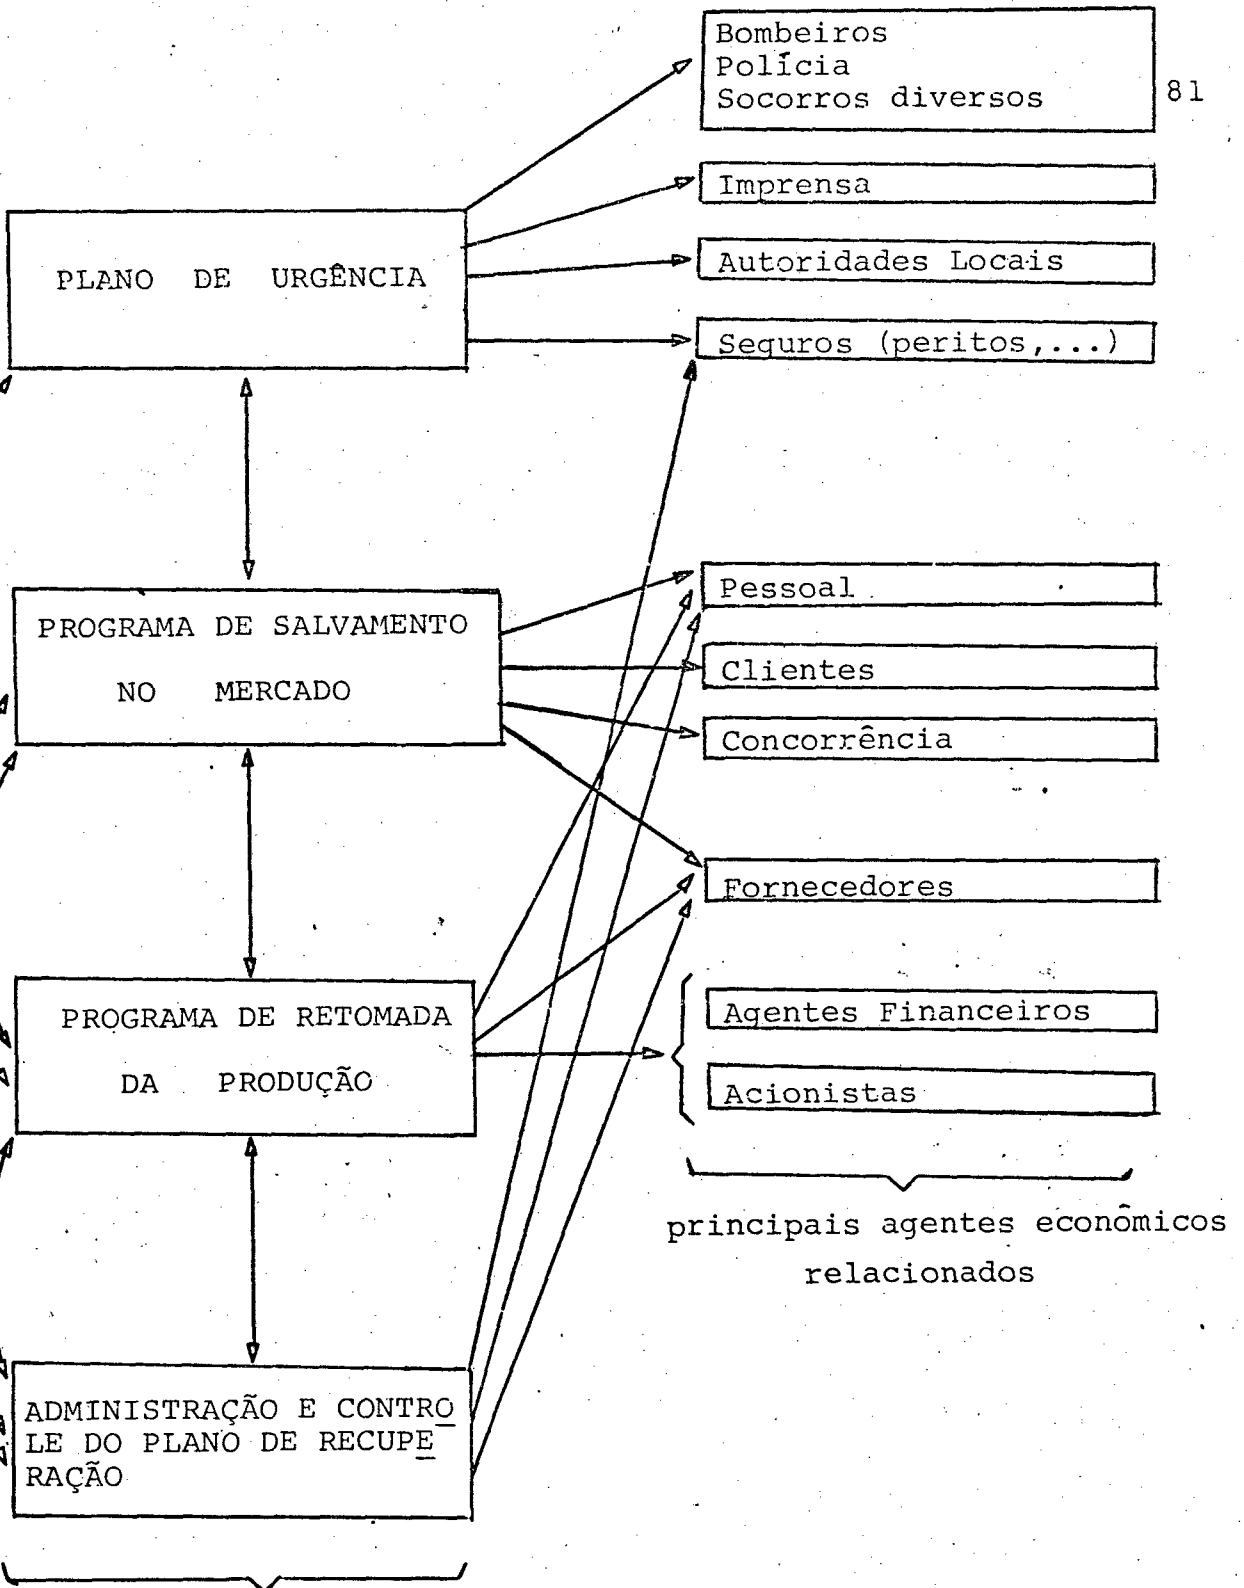 Bombeiros
Polícia
Socorros diversos
81
Imprensa
PLANO DE URGÊNCIA
Autoridades Locais
Seguros (peritos,...)
Pessoal
PROGRAMA DE SALVAMENTO
NO MERCADO
Clientes
Concorrência
Fornecedores
PROGRAMA DE RETOMADA
DA PRODUÇÃO
Agentes Financeiros
Acionistas
principais agentes econômicos
relacionados
ADMINISTRAÇÃO E CONTRO
LE DO PLANO DE RECUPE
RAÇÃO